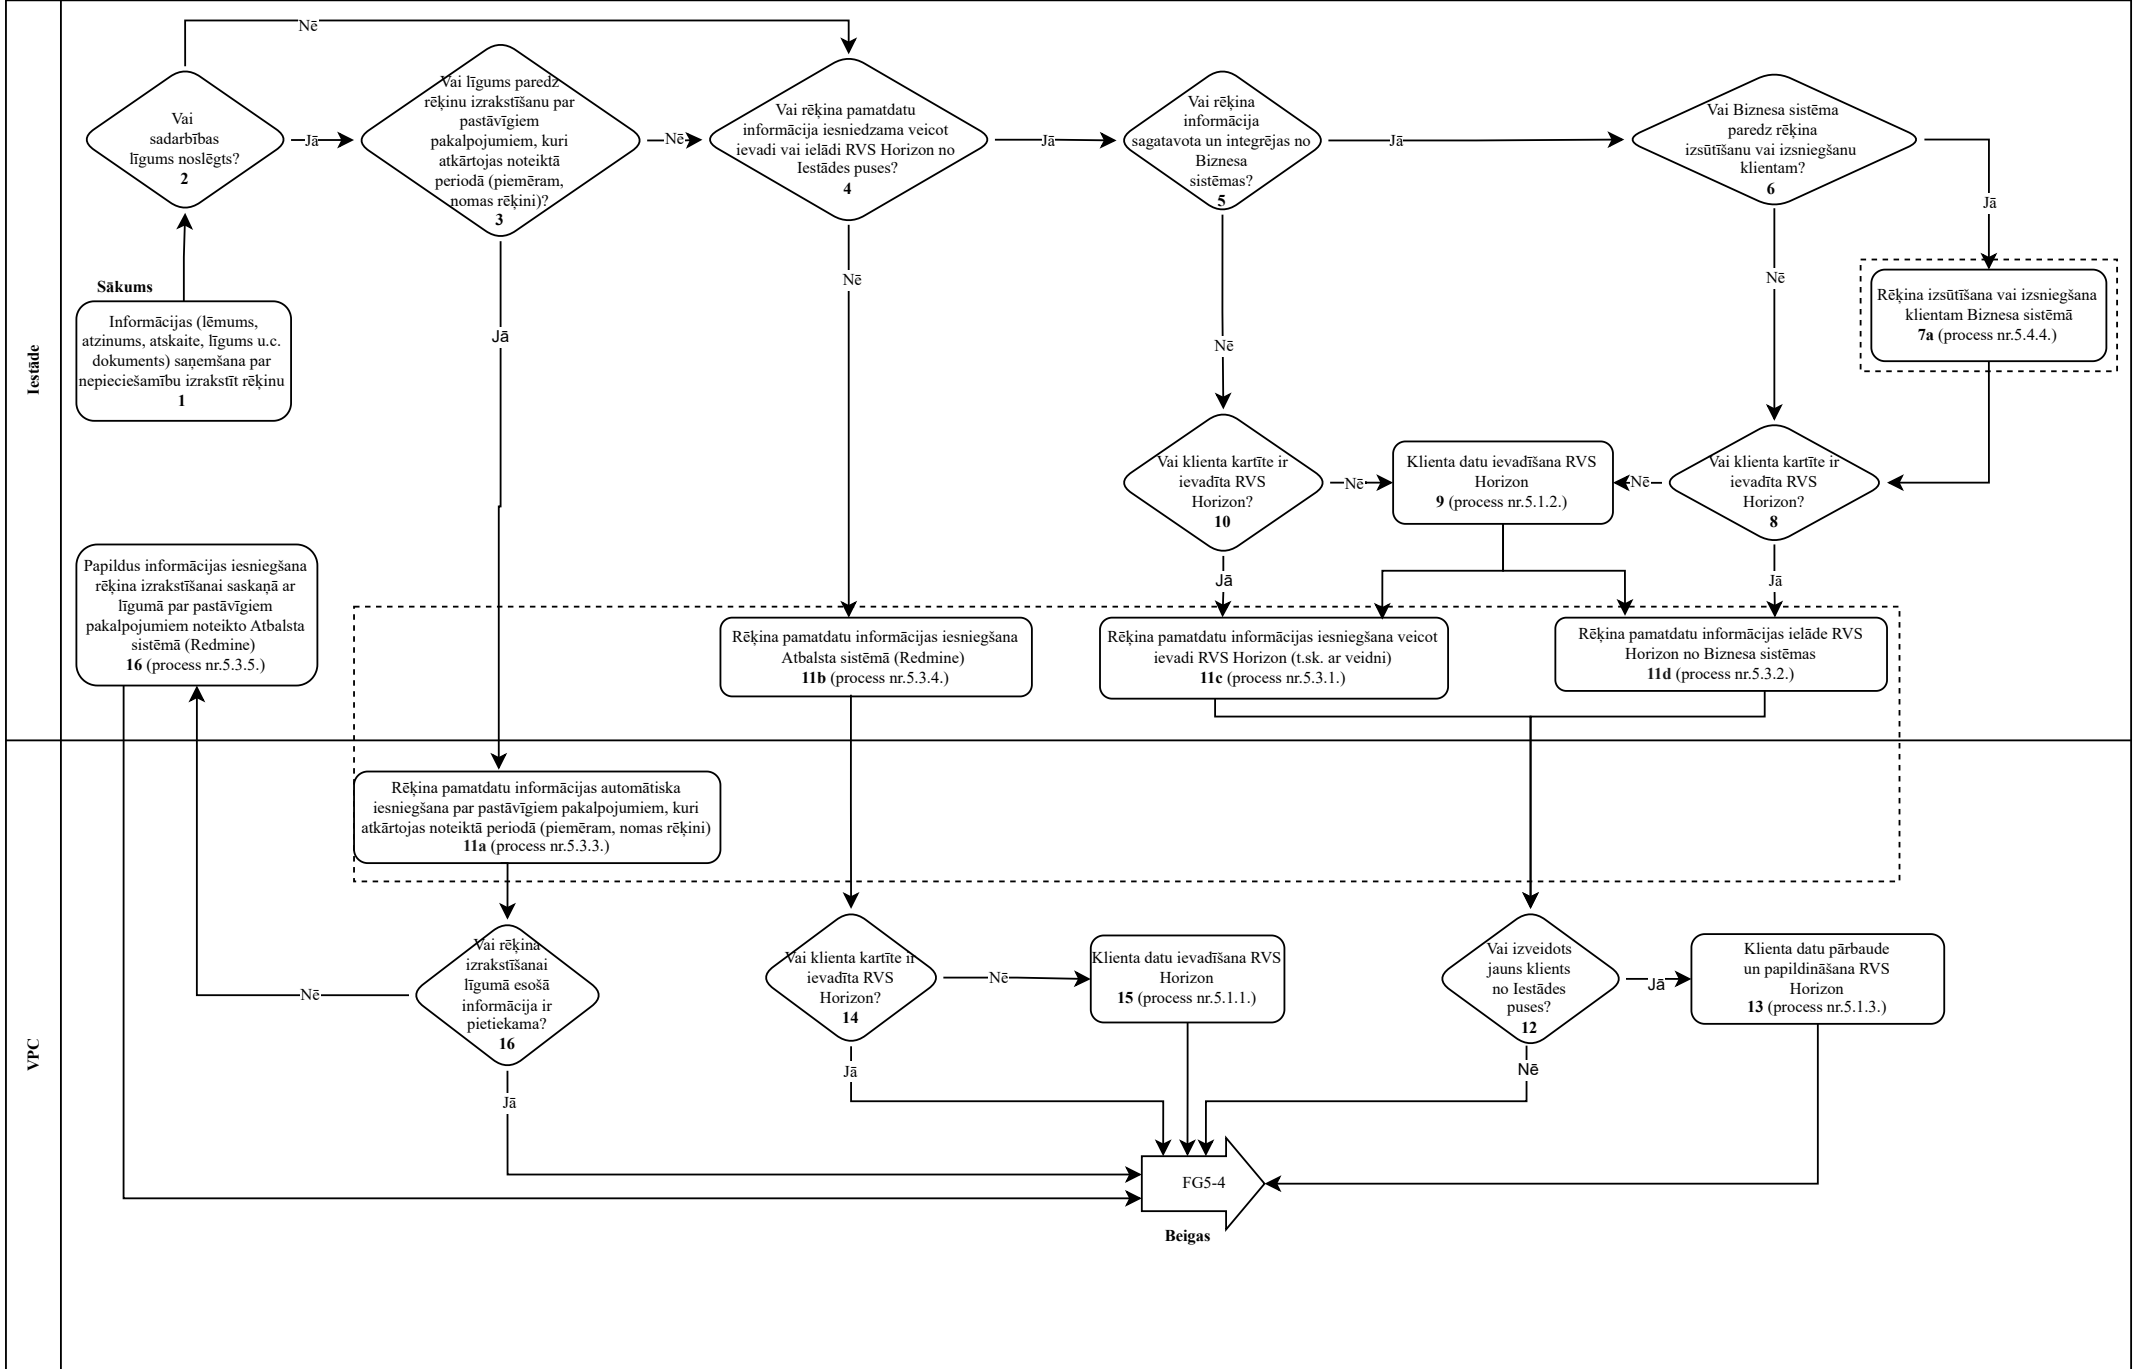 Nē
Vai
sadarbības
līgums noslēgts?
2
Jā
Vai līgums paredz
rēķinu izrakstīšanu par
pastāvīgiem
pakalpojumiem, kuri
atkārtojas noteiktā
periodā (piemēram,
nomas rēķini)?
3
Nē
Vai rēķina pamatdatu
informācija iesniedzama veicot
ievadi vai ielādi RVS Horizon no
Iestādes puses?
4
Jā
Vai rēķina
informācija
sagatavota un integrējas no
Biznesa
sistēmas?
5
Jā
Vai Biznesa sistēma
paredz rēķina
izsūtīšanu vai izsniegšanu
klientam?
6
Jā
Nē
Nē
Jā
Nē
Sākums
Informācijas (lēmums,
atzinums, atskaite, līgums u.c.
dokuments) saņemšana par
nepieciešamību izrakstīt rēķinu
1
Iestāde
Rēķina izsūtīšana vai izsniegšana
klientam Biznesa sistēmā
7a (process nr.5.4.4.)
Vai klienta kartīte ir
ievadīta RVS
Horizon?
10
Nē
Klienta datu ievadīšana RVS
Horizon
9 (process nr.5.1.2.)
Nē
Vai klienta kartīte ir
ievadīta RVS
Horizon?
8
Jā
Jā
Papildus informācijas iesniegšana
rēķina izrakstīšanai saskaņā ar
līgumā par pastāvīgiem
pakalpojumiem noteikto Atbalsta
sistēmā (Redmine)
16 (process nr.5.3.5.)
Rēķina pamatdatu informācijas iesniegšana
Atbalsta sistēmā (Redmine)
11b (process nr.5.3.4.)
Rēķina pamatdatu informācijas iesniegšana veicot
ievadi RVS Horizon (t.sk. ar veidni)
11c (process nr.5.3.1.)
Rēķina pamatdatu informācijas ielāde RVS
Horizon no Biznesa sistēmas
11d (process nr.5.3.2.)
Rēķina pamatdatu informācijas automātiska
iesniegšana par pastāvīgiem pakalpojumiem, kuri
atkārtojas noteiktā periodā (piemēram, nomas rēķini)
11a (process nr.5.3.3.)
VPC
Nē
Vai rēķina
izrakstīšanai
līgumā esošā
informācija ir
pietiekama?
16
Vai klienta kartīte ir
ievadīta RVS
Horizon?
14
Nē
Klienta datu ievadīšana RVS
Horizon
15 (process nr.5.1.1.)
Vai izveidots
jauns klients
no Iestādes
puses?
12
Jā
Klienta datu pārbaude
un papildināšana RVS
Horizon
13 (process nr.5.1.3.)
Jā
Nē
Jā
FG5-4
Beigas